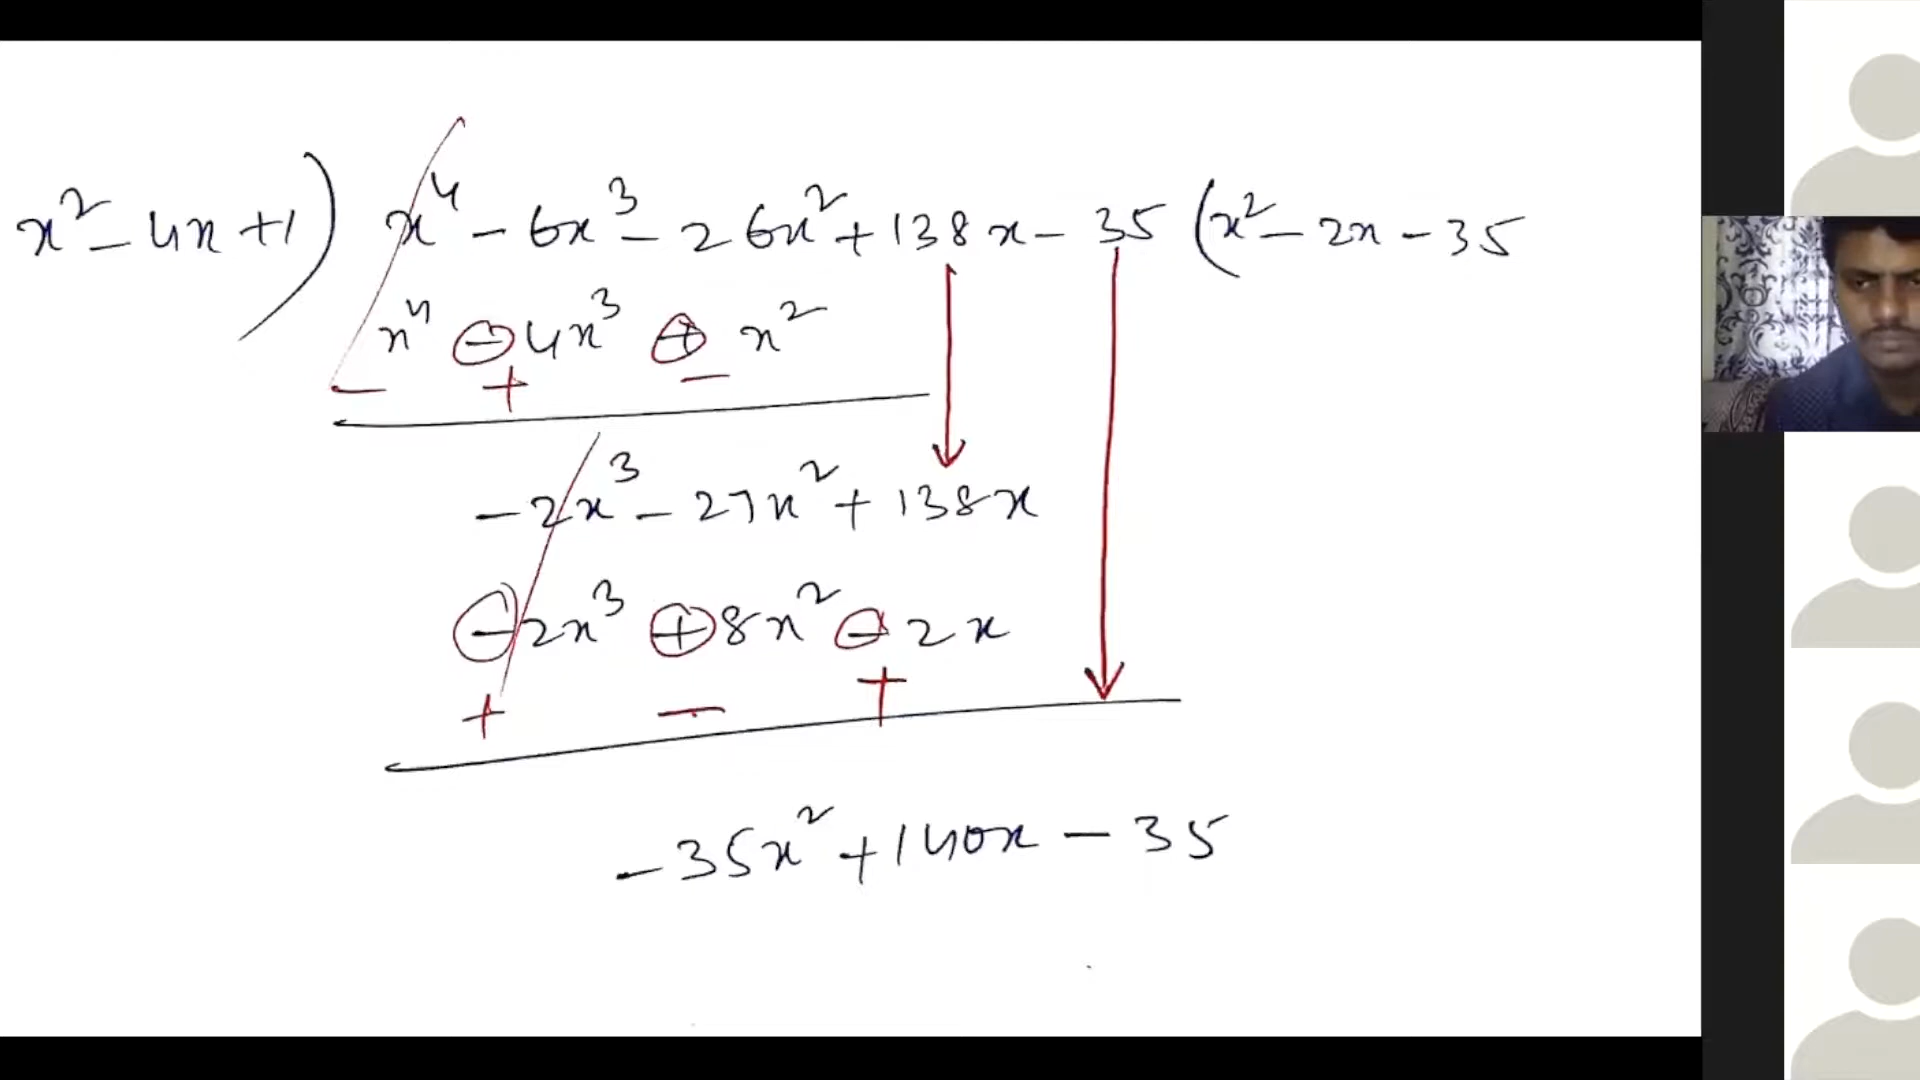 x² - 4x + 1 ) x⁴ - 6x³ - 26x² + 138x - 35 ( x² - 2x - 35
x⁴ ⊖ 4x³ ⊕ x²
- + -
-2x³ - 27x² + 138x
⊖ 2x³ ⊕ 8x² ⊖ 2x
+ - +
-35x² + 140x - 35